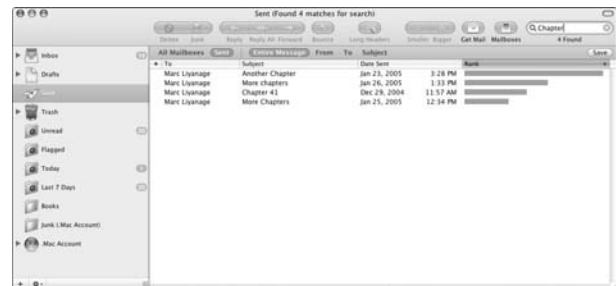 Sent (Found 4 matches for search)
Chapter
Delete Junk Reply Reply All Forward Bounce Long Headers Smaller Bigger Get Mail Mailboxes 4 Found
All Mailboxes Sent Entire Message From To Subject Save
To Subject Date Sent Rank
Marc Liyanage Another Chapter Jan 23, 2005 3:28 PM
Marc Liyanage More chapters Jan 26, 2005 1:33 PM
Marc Liyanage Chapter 41 Dec 29, 2004 11:57 AM
Marc Liyanage More Chapters Jan 25, 2005 12:34 PM
Inbox
Drafts
Sent
Trash
Unread
Flagged
Today
Last 7 Days
Books
Junk (.Mac Account)
.Mac Account